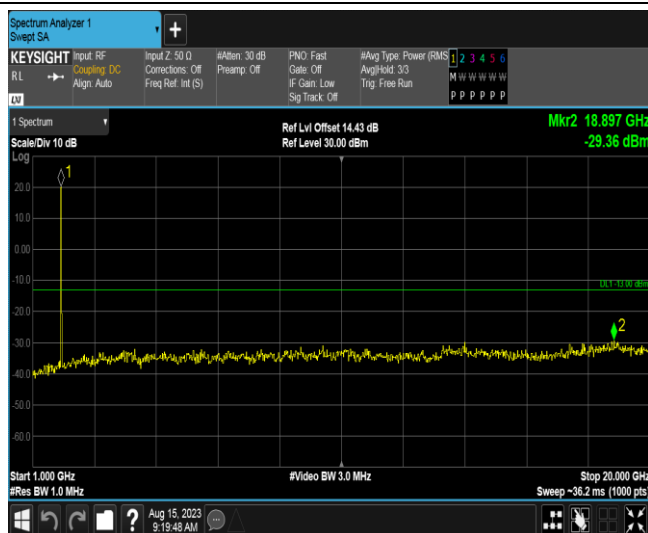 Spectrum Analyzer 1
Swept SA
+
KEYSIGHT
RL
LXI
Input: RF
Coupling: DC
Align: Auto
Input Z: 50 Ω
Corrections: Off
Freq Ref: Int (S)
#Atten: 30 dB
Preamp: Off
PNO: Fast
Gate: Off
IF Gain: Low
Sig Track: Off
#Avg Type: Power (RMS
Avg|Hold: 3/3
Trig: Free Run
1 2 3 4 5 6
M W W W W W
P P P P P P
1 Spectrum
Scale/Div 10 dB
Log
Ref Lvl Offset 14.43 dB
Ref Level 30.00 dBm
Mkr2 18.897 GHz
-29.36 dBm
1
20.0
10.0
0.00
-10.0
DL1 -13.00 dBm
2
-20.0
-30.0
-40.0
-50.0
-60.0
Start 1.000 GHz
#Res BW 1.0 MHz
#Video BW 3.0 MHz
Stop 20.000 GHz
Sweep ~36.2 ms (1000 pts)
?
Aug 15, 2023
9:19:48 AM